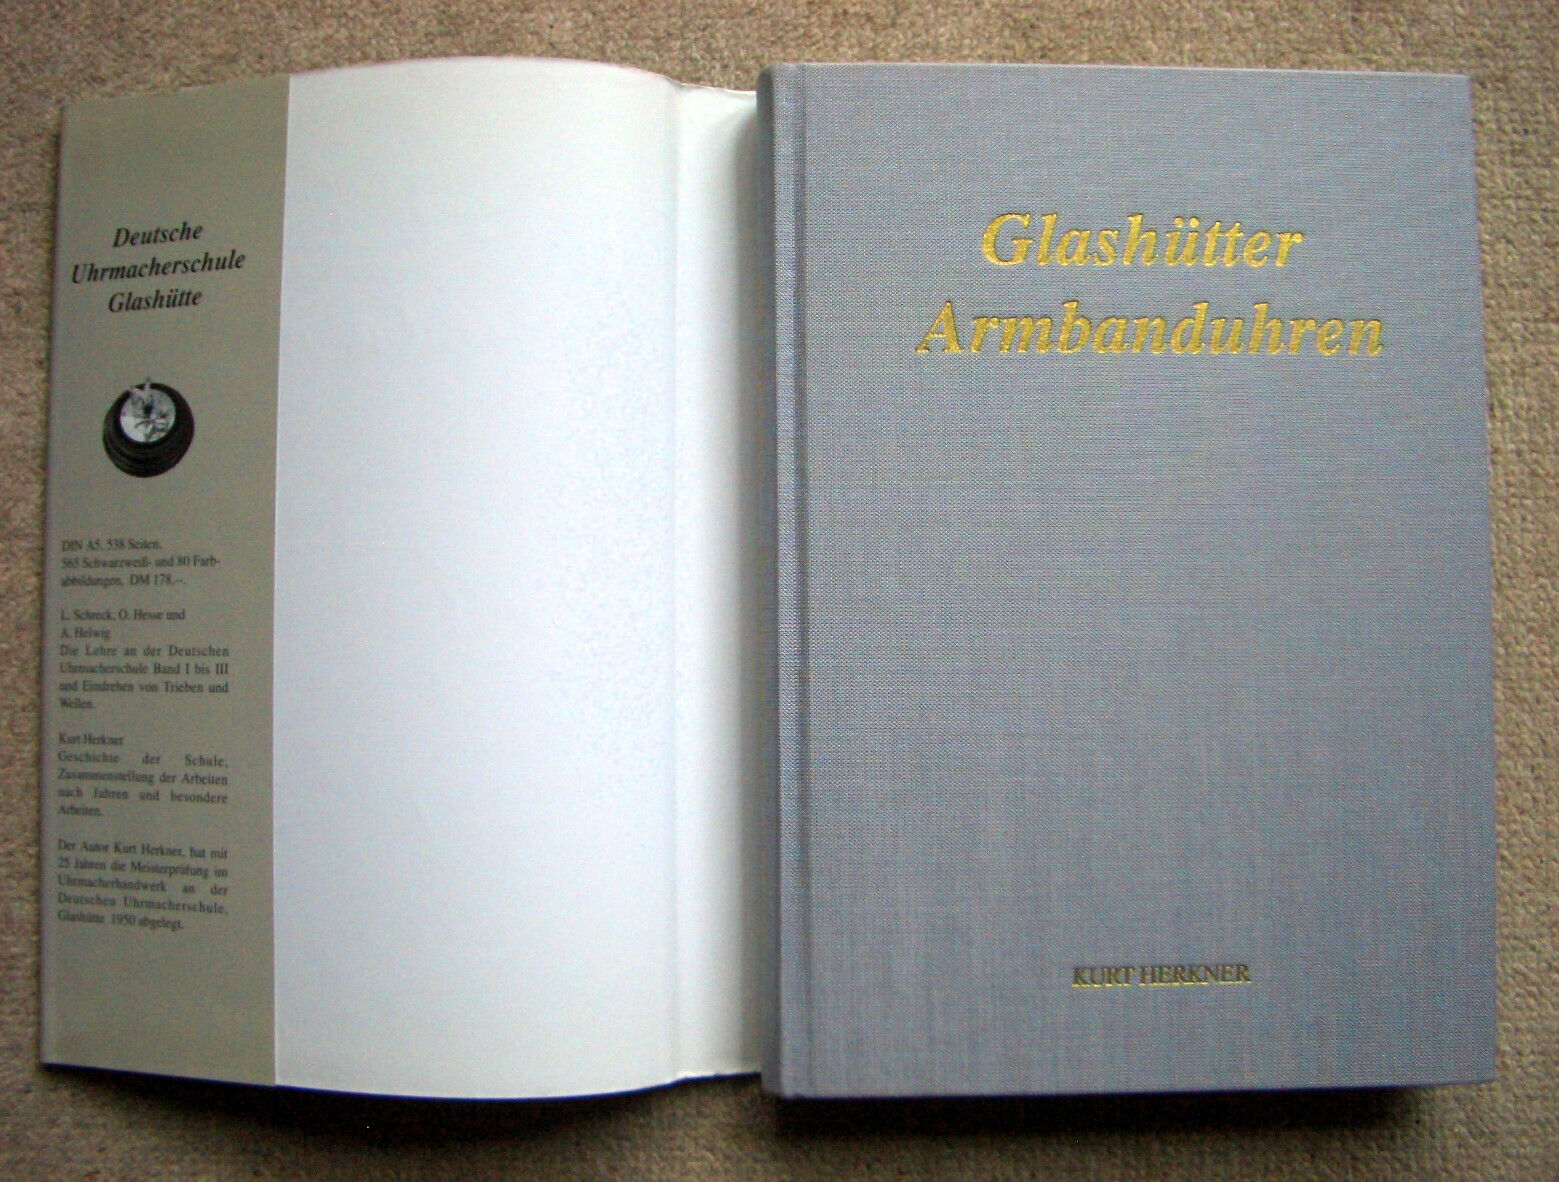 Deutsche
Uhrmacherschule
Glashütte
DIN A5, 538 Seiten,
565 Schwarzweiß- und 80 Farb-
abbildungen, DM 178,–.
L. Schreck, O. Hesse und
A. Helwig
Die Lehre an der Deutschen
Uhrmacherschule Band I bis III
und Eindrehen von Trieben und
Wellen.
Kurt Herkner
Geschichte der Schule,
Zusammenstellung der Arbeiten
nach Jahren und besondere
Arbeiten.
Der Autor Kurt Herkner, hat mit
25 Jahren die Meisterprüfung im
Uhrmacherhandwerk an der
Deutschen Uhrmacherschule,
Glashütte 1950 abgelegt.
Glashütter
Armbanduhren
KURT HERKNER